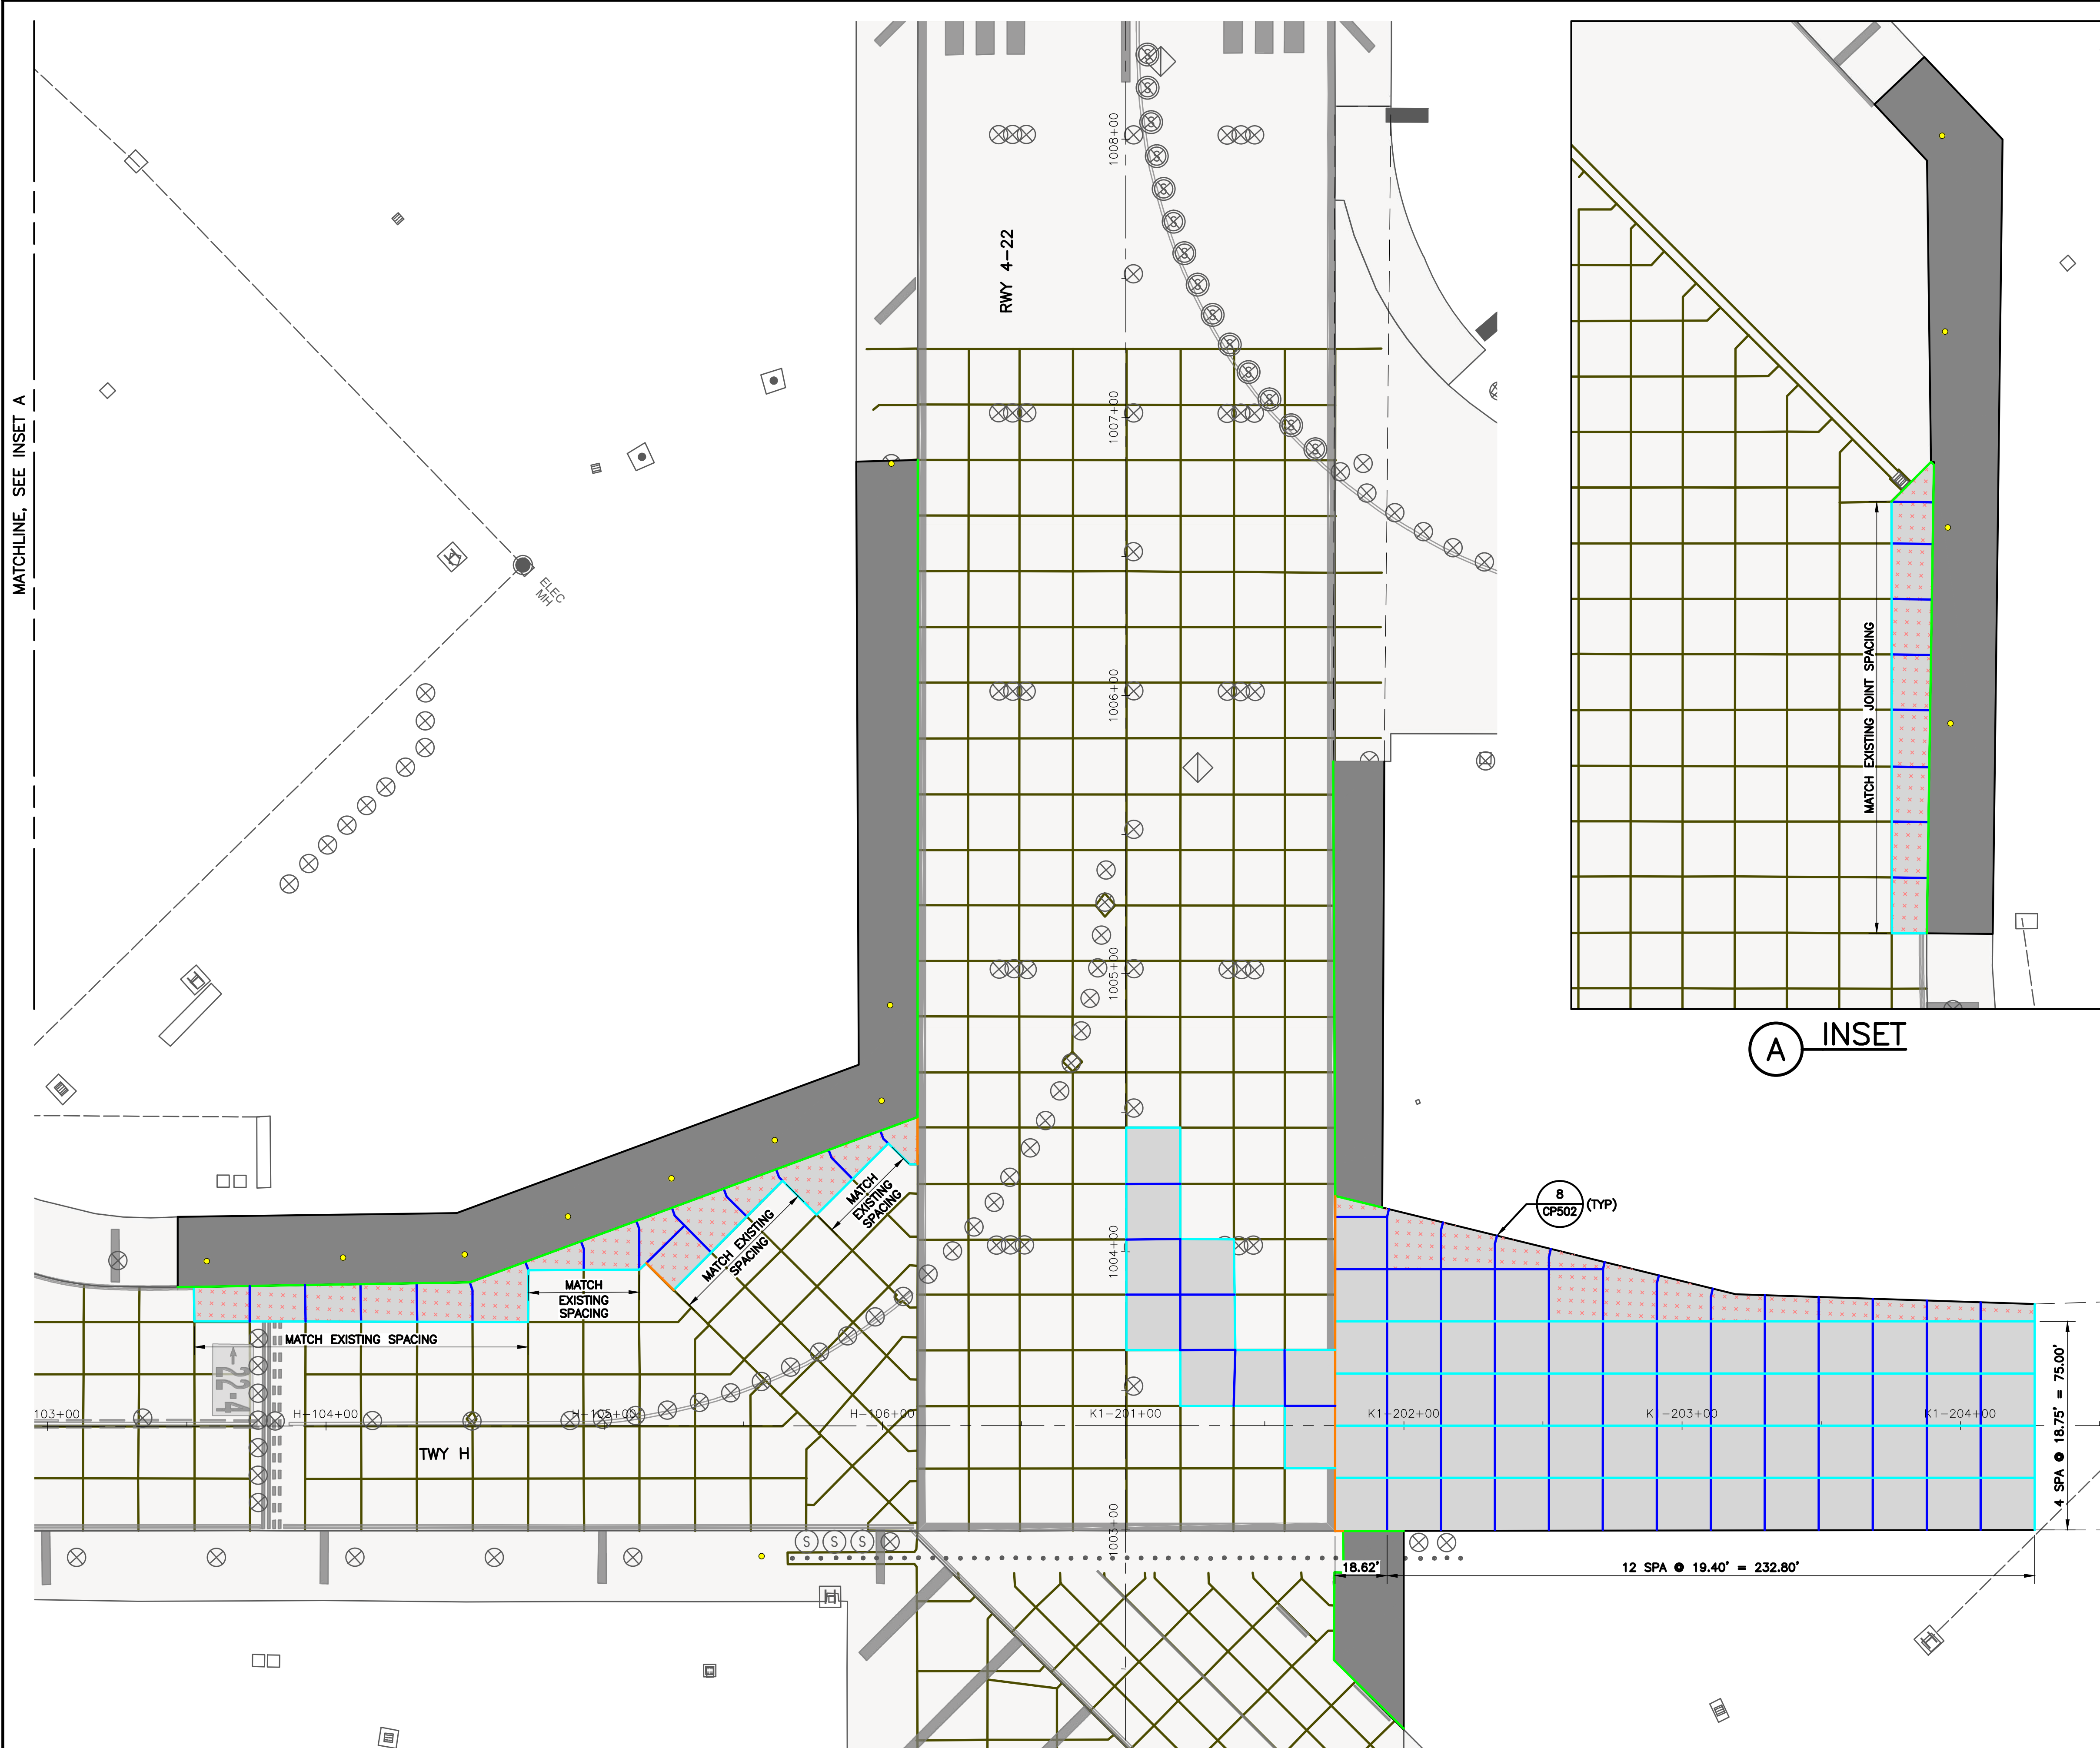 MATCHLINE, SEE INSET A
RWY 4-22
1008+00
1007+00
1006+00
1005+00
1004+00
1003+00
ELEC
MH
MATCH EXISTING JOINT SPACING
A
INSET
MATCH
EXISTING
SPACING
MATCH EXISTING
SPACING
MATCH
EXISTING
SPACING
MATCH EXISTING SPACING
22-4
8
CP502
(TYP)
103+00
H-104+00
H-105+00
H-106+00
K1-201+00
K1-202+00
K1-203+00
K1-204+00
TWY H
4 SPA @ 18.75' = 75.00'
S
S
S
18.62'
12 SPA @ 19.40' = 232.80'